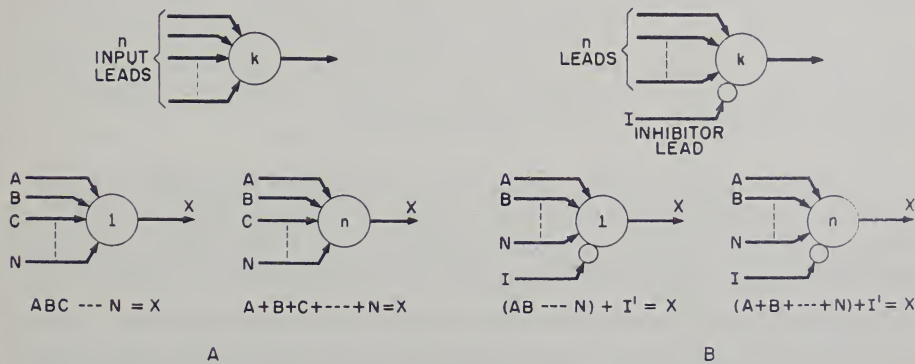 n
INPUT
LEADS
k
n
LEADS
k
I
INHIBITOR
LEAD
A
B
C
N
1
X
ABC --- N = X
A
B
C
N
n
X
A+B+C+----+N=X
A
B
N
I
1
X
(AB --- N) + I' = X
A
B
N
I
n
X
(A+B+---+N)+I'=X
A
B